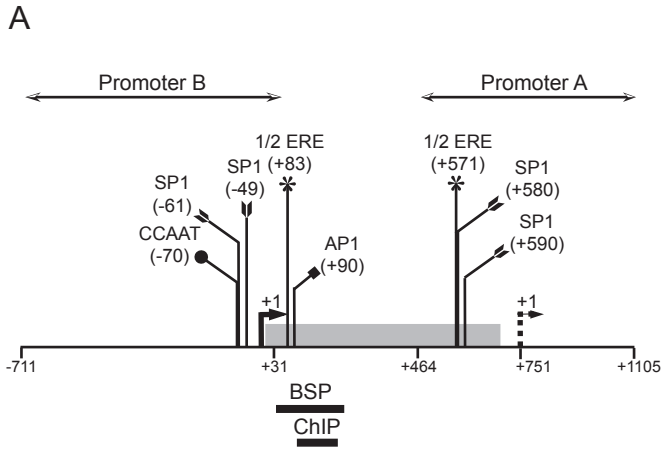 A
Promoter B
Promoter A
1/2 ERE
(+83)
1/2 ERE
(+571)
SP1
(-49)
SP1
(-61)
SP1
(+580)
CCAAT
(-70)
AP1
(+90)
SP1
(+590)
+1
+1
-711
+31
+464
+751
+1105
BSP
ChIP